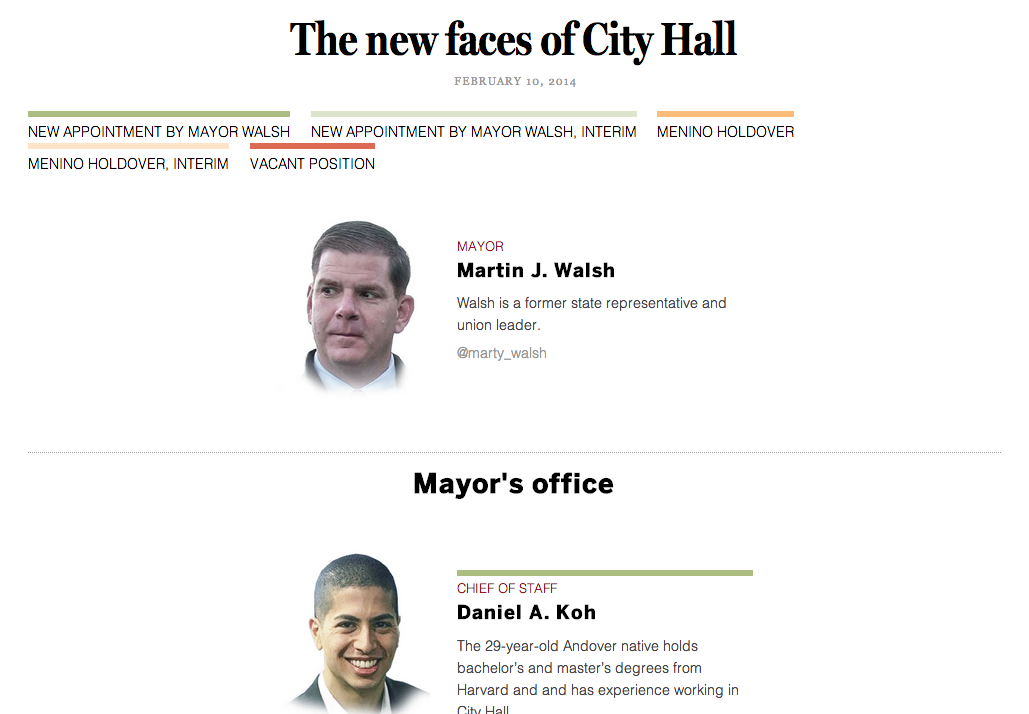 The new faces of City Hall
FEBRUARY 10, 2014
NEW APPOINTMENT BY MAYOR WALSH NEW APPOINTMENT BY MAYOR WALSH, INTERIM MENINO HOLDOVER
MENINO HOLDOVER, INTERIM VACANT POSITION
MAYOR
Martin J. Walsh
Walsh is a former state representative and
union leader.
@marty_walsh
Mayor's office
CHIEF OF STAFF
Daniel A. Koh
The 29-year-old Andover native holds
bachelor's and master's degrees from
Harvard and and has experience working in
City Hall.